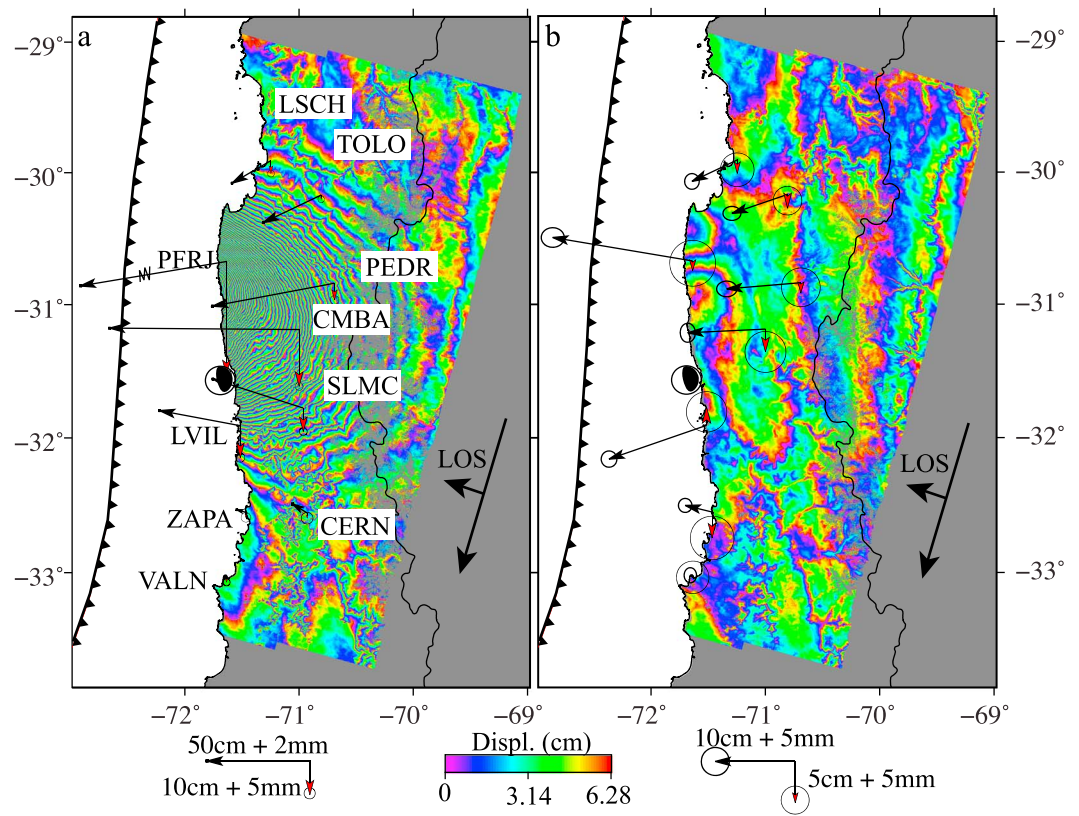 a
b
−29°
−30°
−31°
−32°
−33°
LSCH
TOLO
PFRJ
PEDR
CMBA
SLMC
LVIL
LOS
ZAPA
CERN
VALN
LOS
−29°
−30°
−31°
−32°
−33°
−72° −71° −70° −69°
−72° −71° −70° −69°
50cm + 2mm
10cm + 5mm
Displ. (cm)
0 3.14 6.28
10cm + 5mm
5cm + 5mm